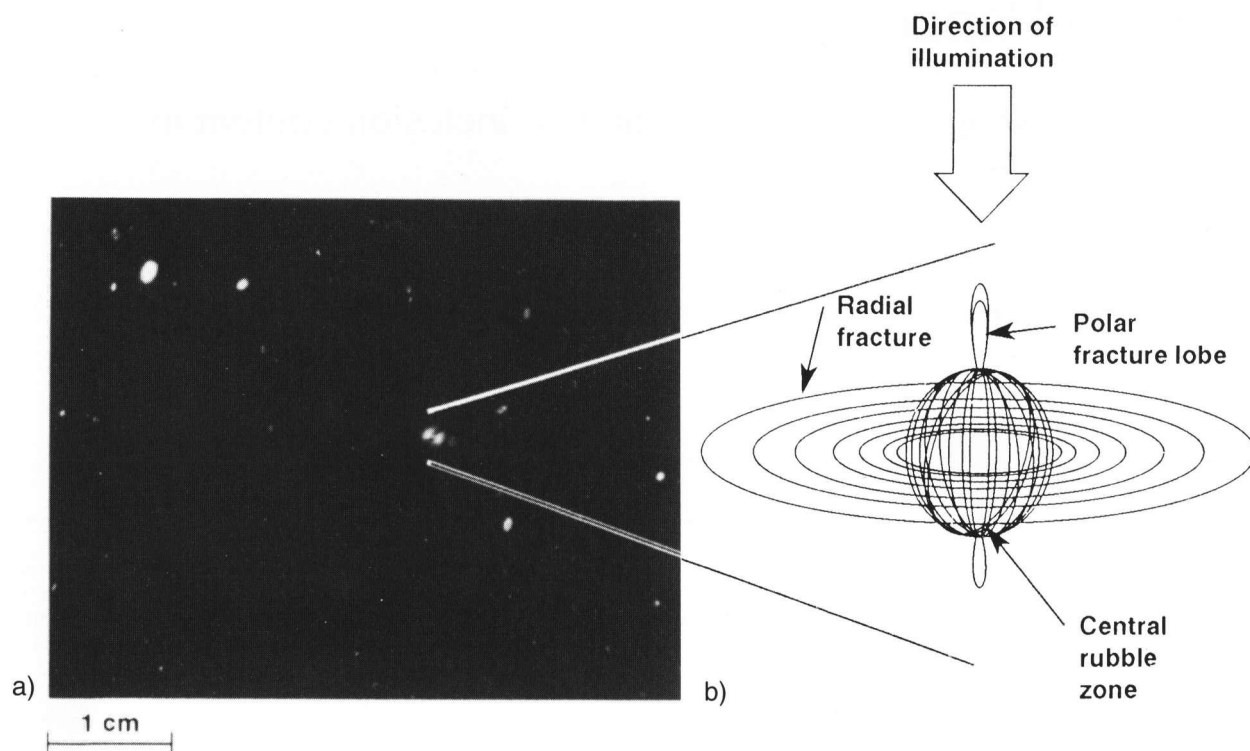 Direction of
illumination
Radial
fracture
Polar
fracture lobe
Central
rubble
zone
a)
b)
1 cm